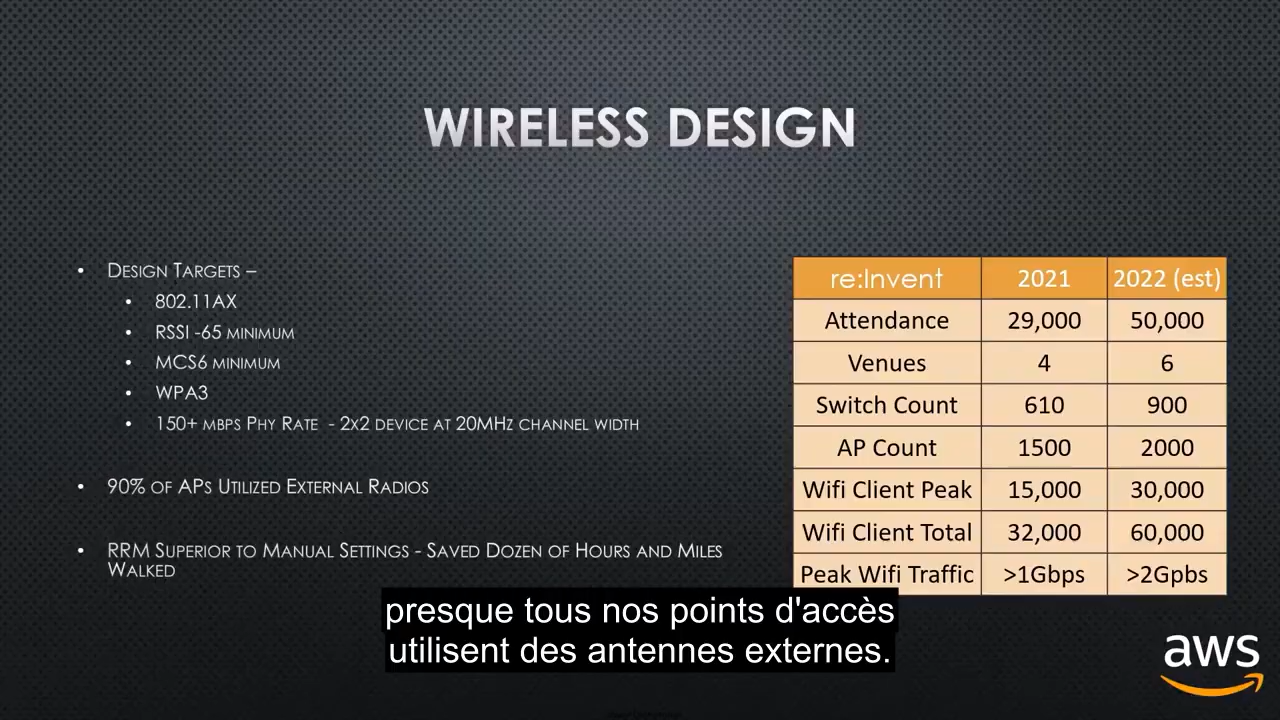 WIRELESS DESIGN
• DESIGN TARGETS –
• 802.11AX
• RSSI -65 MINIMUM
• MCS6 MINIMUM
• WPA3
• 150+ MBPS PHY RATE - 2X2 DEVICE AT 20MHZ CHANNEL WIDTH
• 90% OF APS UTILIZED EXTERNAL RADIOS
• RRM SUPERIOR TO MANUAL SETTINGS - SAVED DOZEN OF HOURS AND MILES
WALKED
re:Invent 2021 2022 (est)
Attendance 29,000 50,000
Venues 4 6
Switch Count 610 900
AP Count 1500 2000
Wifi Client Peak 15,000 30,000
Wifi Client Total 32,000 60,000
Peak Wifi Traffic >1Gbps >2Gpbs
presque tous nos points d'accès
utilisent des antennes externes.
aws